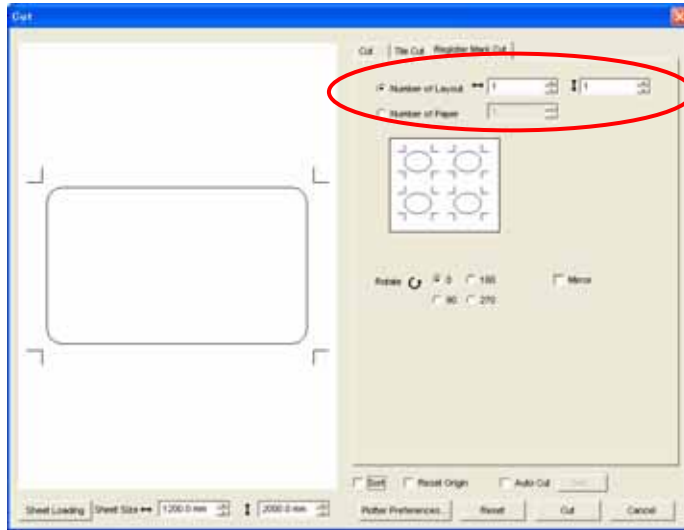 Cut
Cut Tile Cut Register Mark Cut
Number of Layout 1 1
Number of Paper 1
Rotate 0 180 Mirror
90 270
Sort Reset Origin Auto Cut
Sheet Loading Sheet Size 1200.0 mm 2000.0 mm Plotter Preferences... Reset Cut Cancel